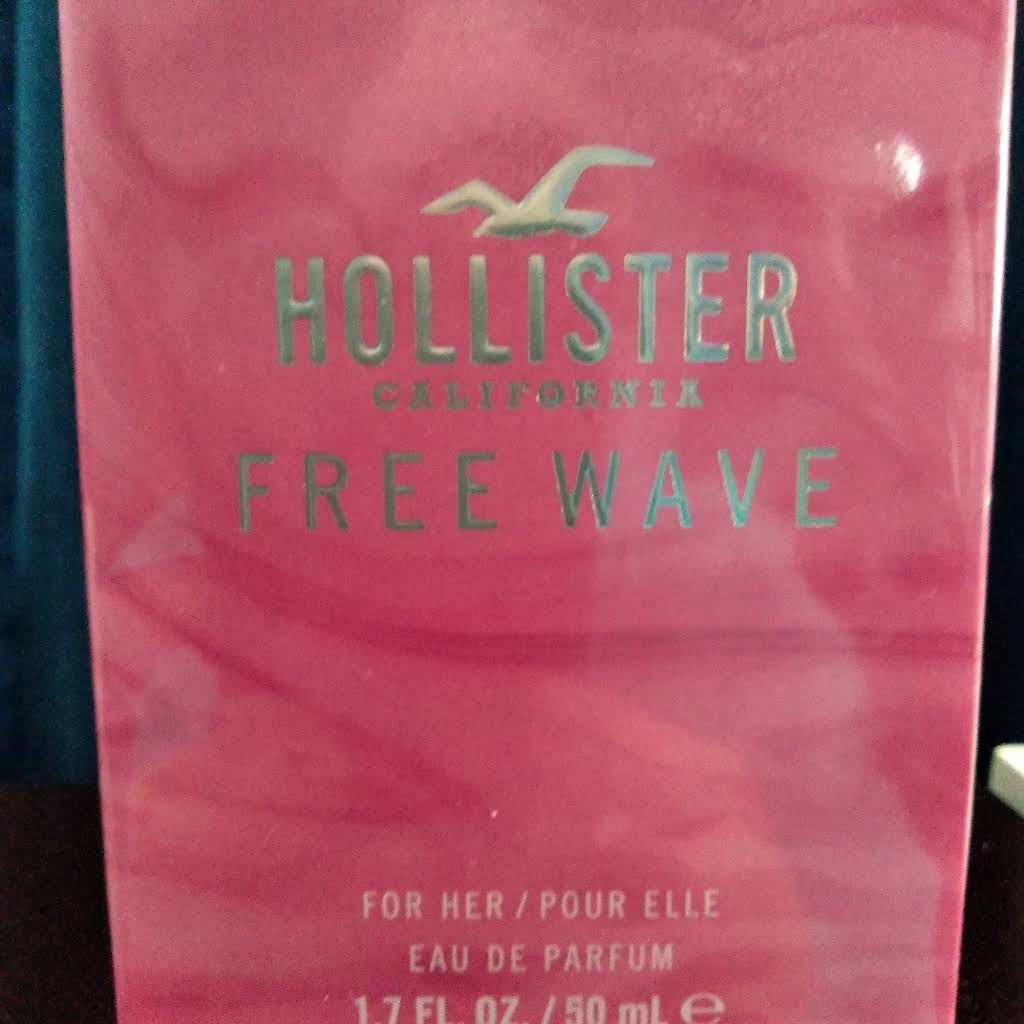 HOLLISTER
CALIFORNIA
FREE WAVE
FOR HER / POUR ELLE
EAU DE PARFUM
1.7 FL. OZ. / 50 mL ℮